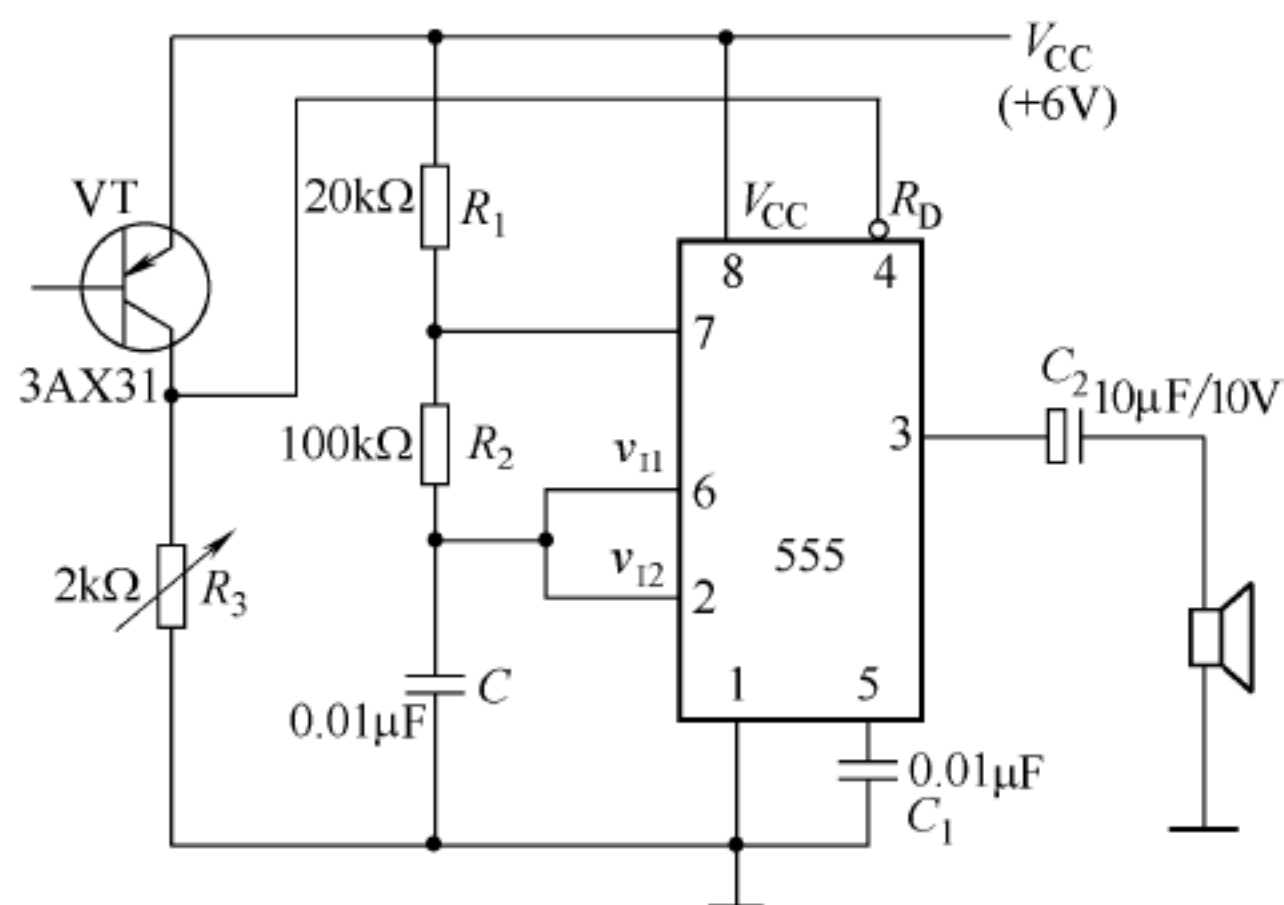 V_CC
(+6V)
VT
20kΩ R_1
V_CC
R_D
8
4
7
3AX31
C_2 10μF/10V
100kΩ R_2
v_I1
6
3
v_I2
2
555
2kΩ R_3
1
5
C
0.01μF
0.01μF
C_1